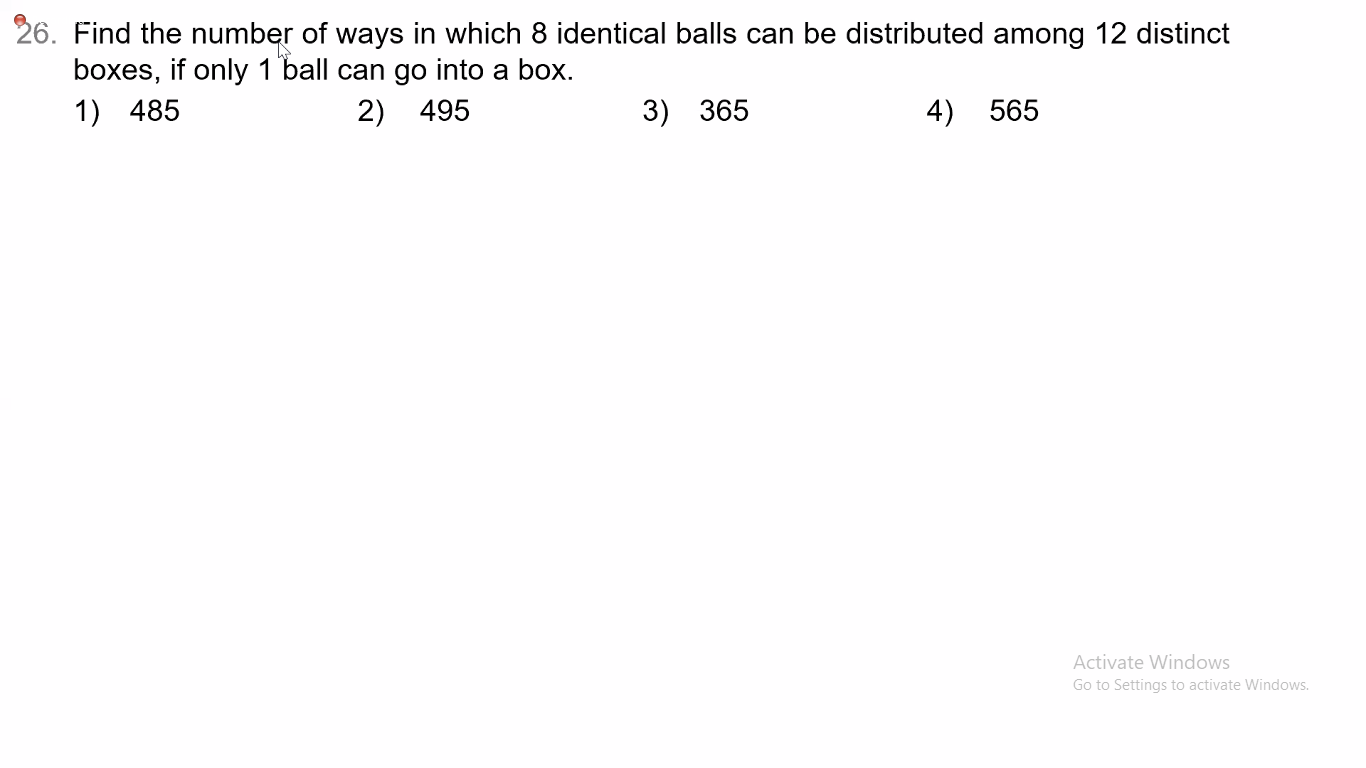 26. Find the number of ways in which 8 identical balls can be distributed among 12 distinct
boxes, if only 1 ball can go into a box.
1) 485 2) 495 3) 365 4) 565
Activate Windows
Go to Settings to activate Windows.